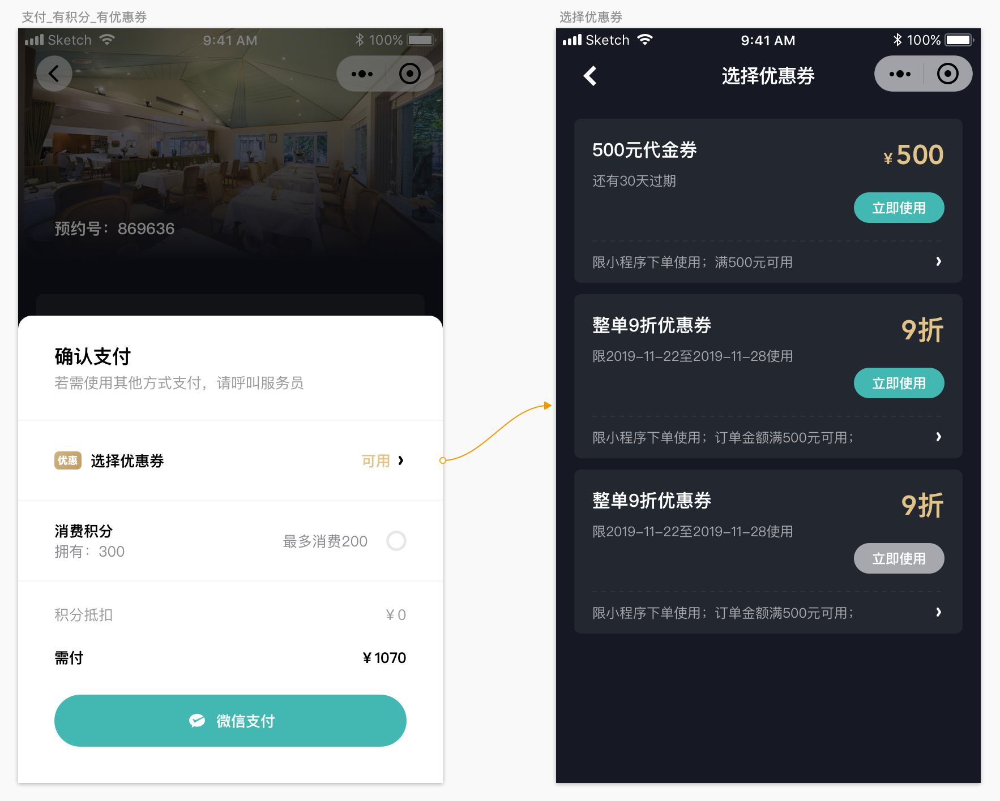 支付_有积分_有优惠券
Sketch 9:41 AM 100%
预约号：869636
确认支付
若需使用其他方式支付，请呼叫服务员
优惠 选择优惠券 可用
消费积分
拥有：300
最多消费200
积分抵扣 ¥ 0
需付 ¥ 1070
微信支付
选择优惠券
Sketch 9:41 AM 100%
选择优惠券
500元代金券
¥ 500
还有30天过期
立即使用
限小程序下单使用；满500元可用
整单9折优惠券
9折
限2019-11-22至2019-11-28使用
立即使用
限小程序下单使用；订单金额满500元可用；
整单9折优惠券
9折
限2019-11-22至2019-11-28使用
立即使用
限小程序下单使用；订单金额满500元可用；